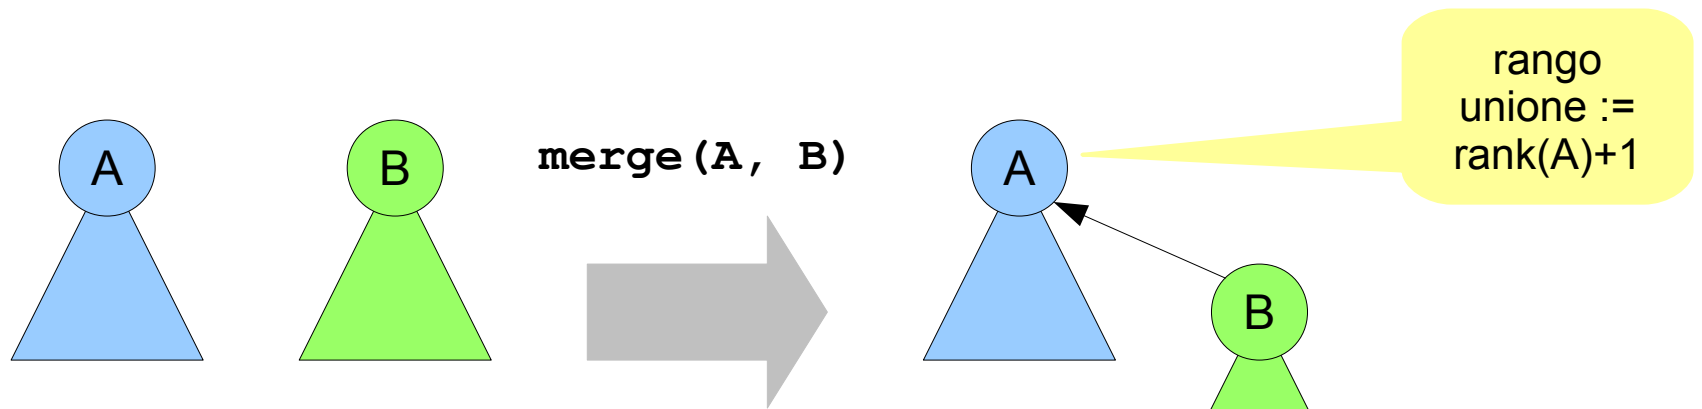 A
B
merge(A, B)
A
rango
unione :=
rank(A)+1
B